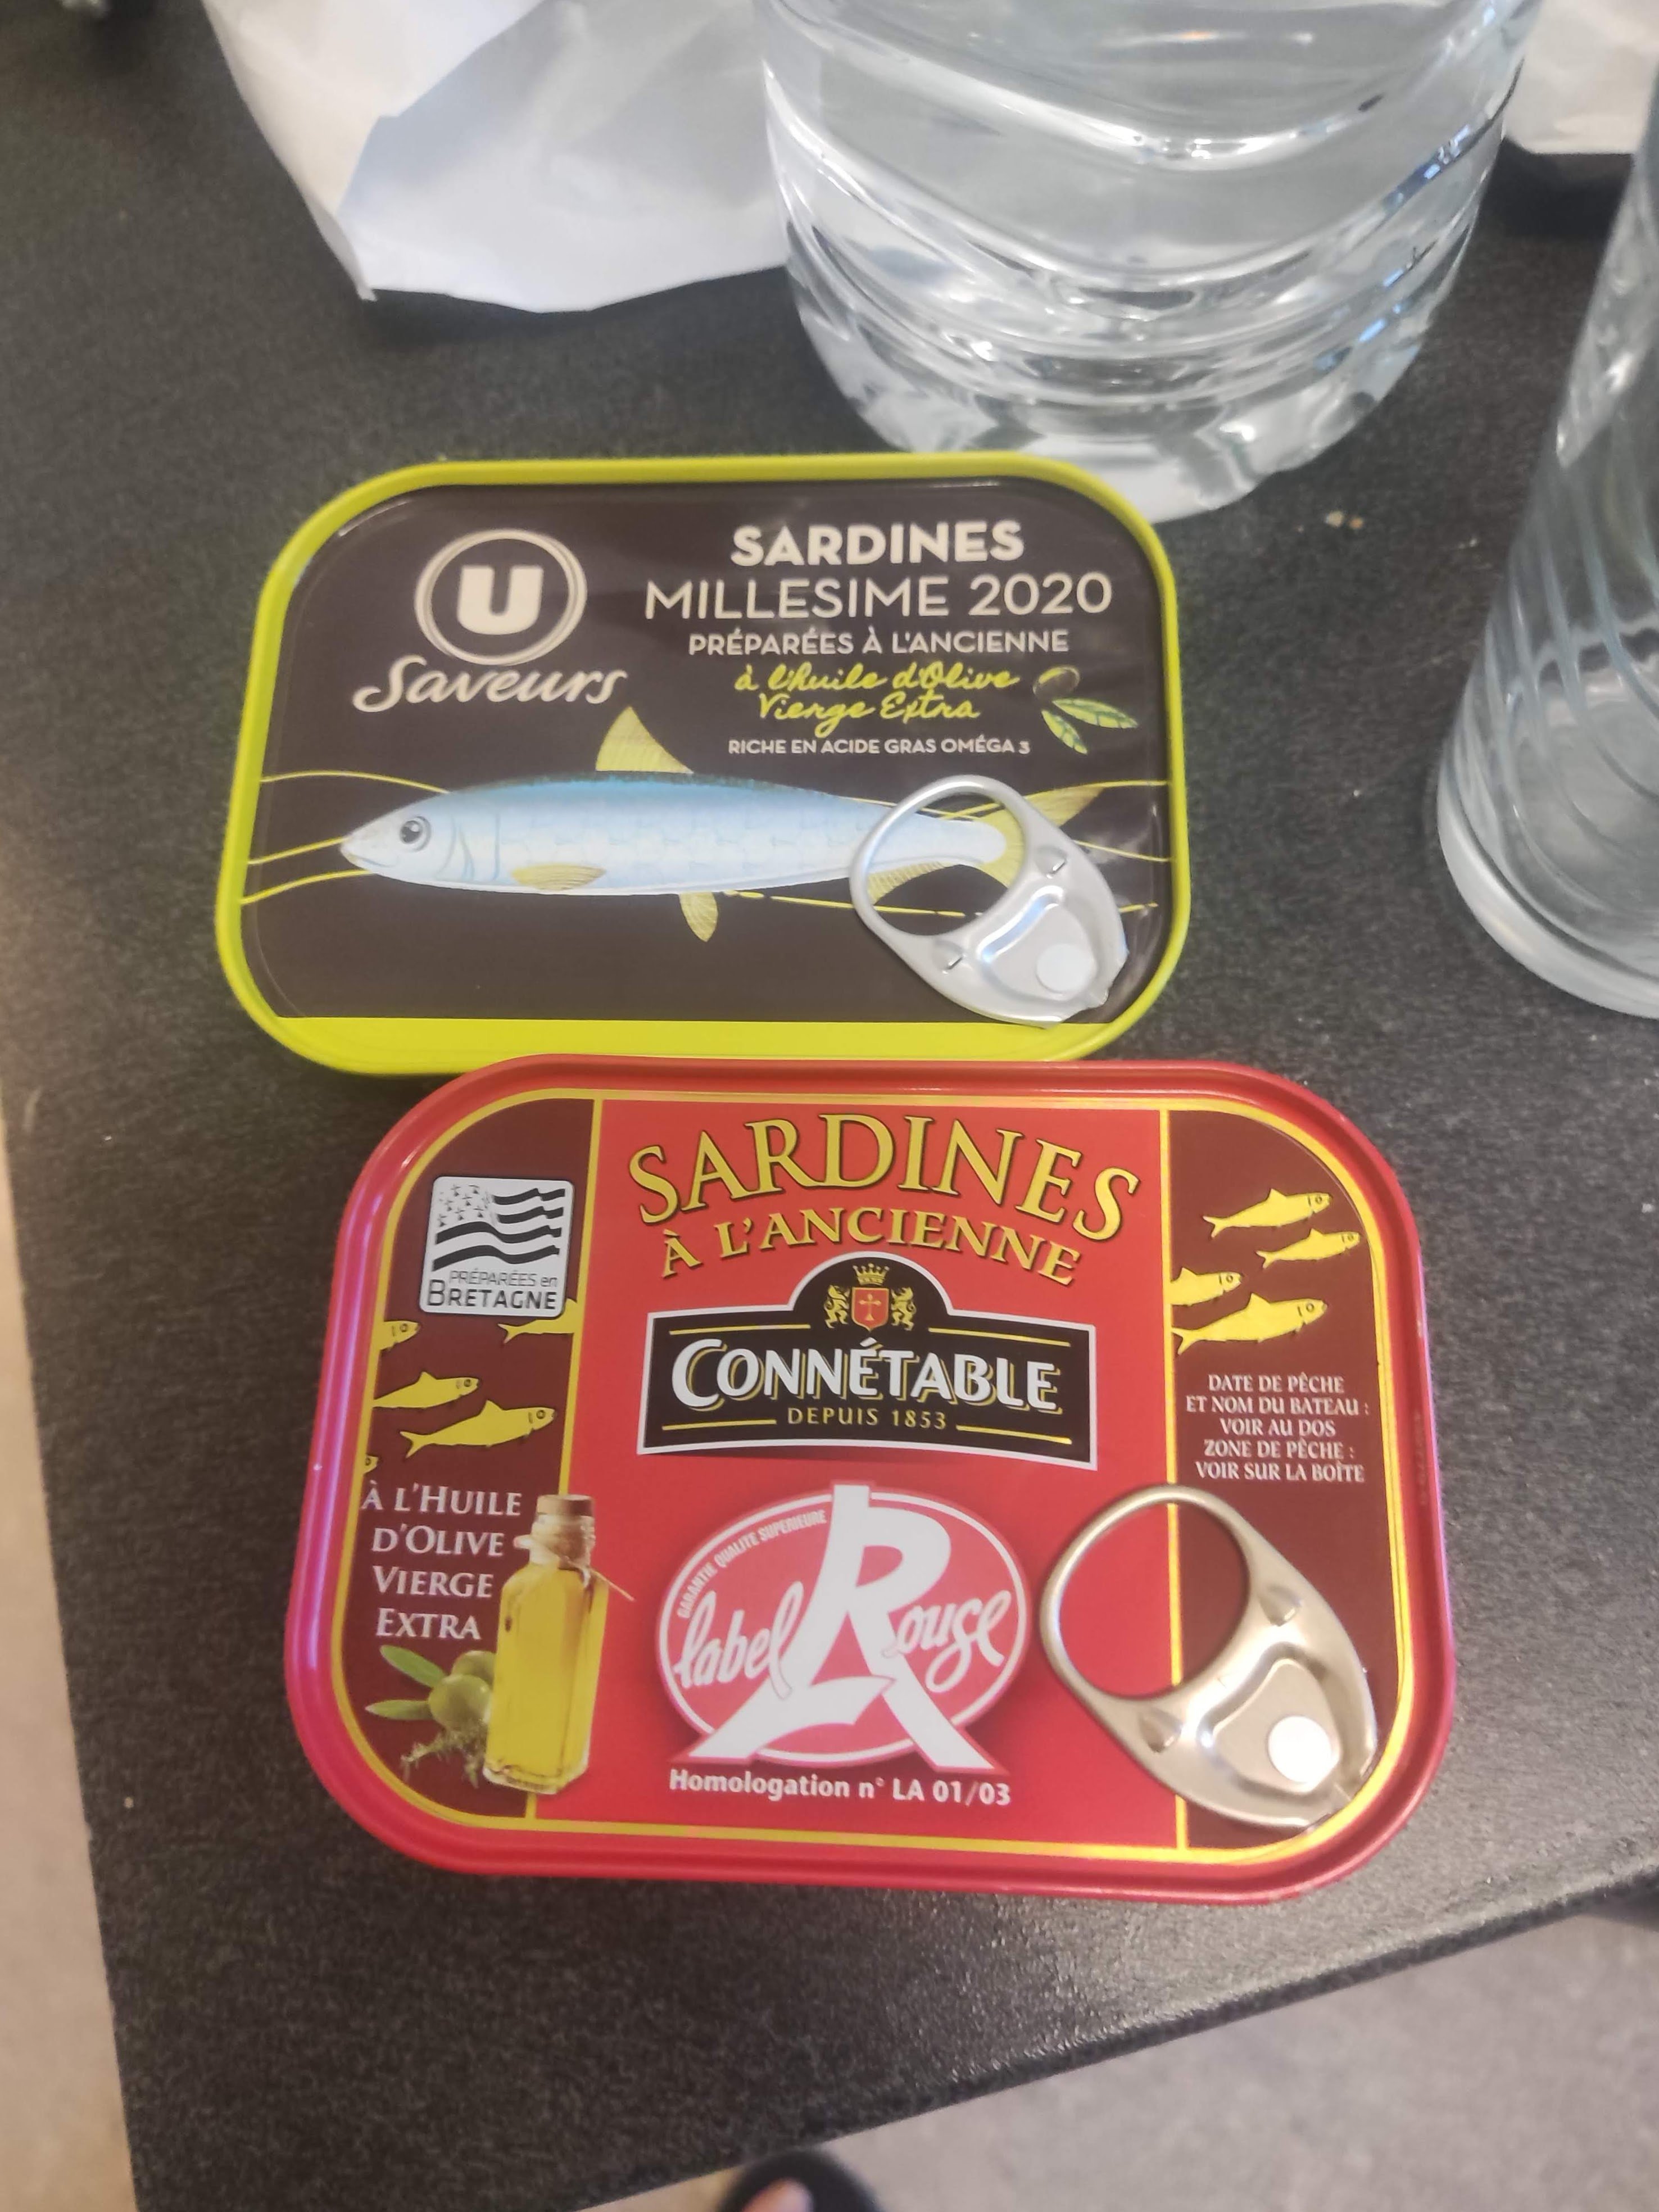 U
Saveurs
SARDINES
MILLESIME 2020
PRÉPARÉES À L'ANCIENNE
à l'huile d'Olive
Vierge Extra
RICHE EN ACIDE GRAS OMÉGA 3
SARDINES
À L'ANCIENNE
PRÉPARÉES en
BRETAGNE
CONNÉTABLE
DEPUIS 1853
DATE DE PÊCHE
ET NOM DU BATEAU :
VOIR AU DOS
ZONE DE PÊCHE :
VOIR SUR LA BOÎTE
À L'HUILE
D'OLIVE
VIERGE
EXTRA
GARANTIE QUALITE SUPERIEURE
label Rouge
Homologation n° LA 01/03